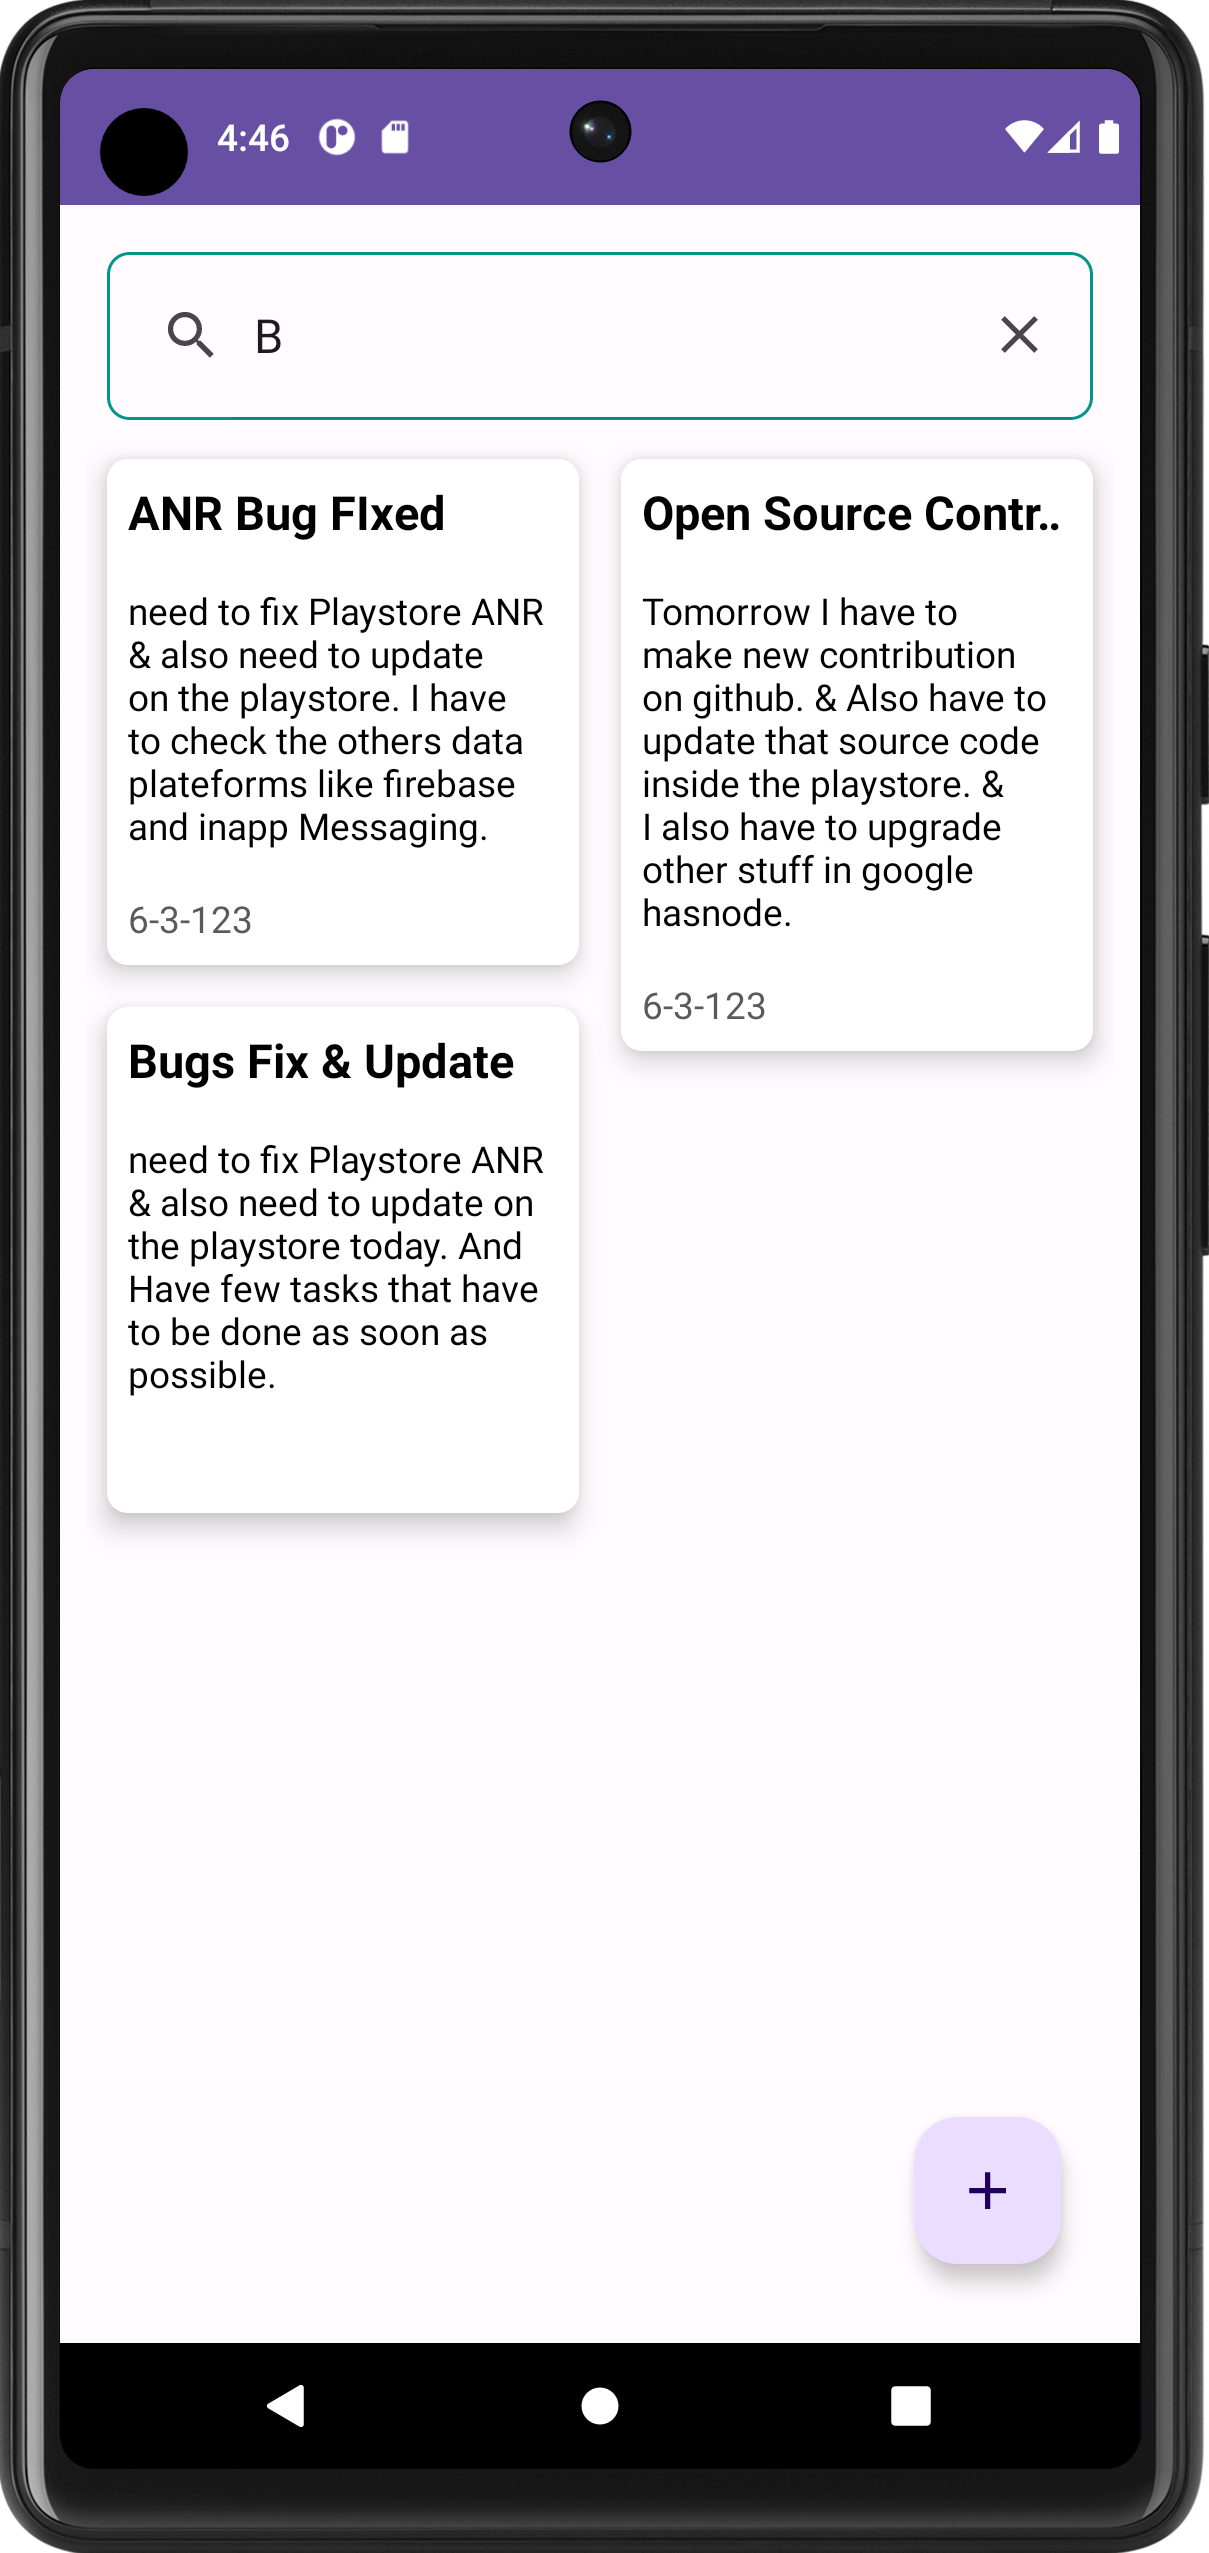 4:46
B
ANR Bug FIxed
need to fix Playstore ANR
& also need to update
on the playstore. I have
to check the others data
plateforms like firebase
and inapp Messaging.
6-3-123
Open Source Contr..
Tomorrow I have to
make new contribution
on github. & Also have to
update that source code
inside the playstore. &
I also have to upgrade
other stuff in google
hasnode.
6-3-123
Bugs Fix & Update
need to fix Playstore ANR
& also need to update on
the playstore today. And
Have few tasks that have
to be done as soon as
possible.